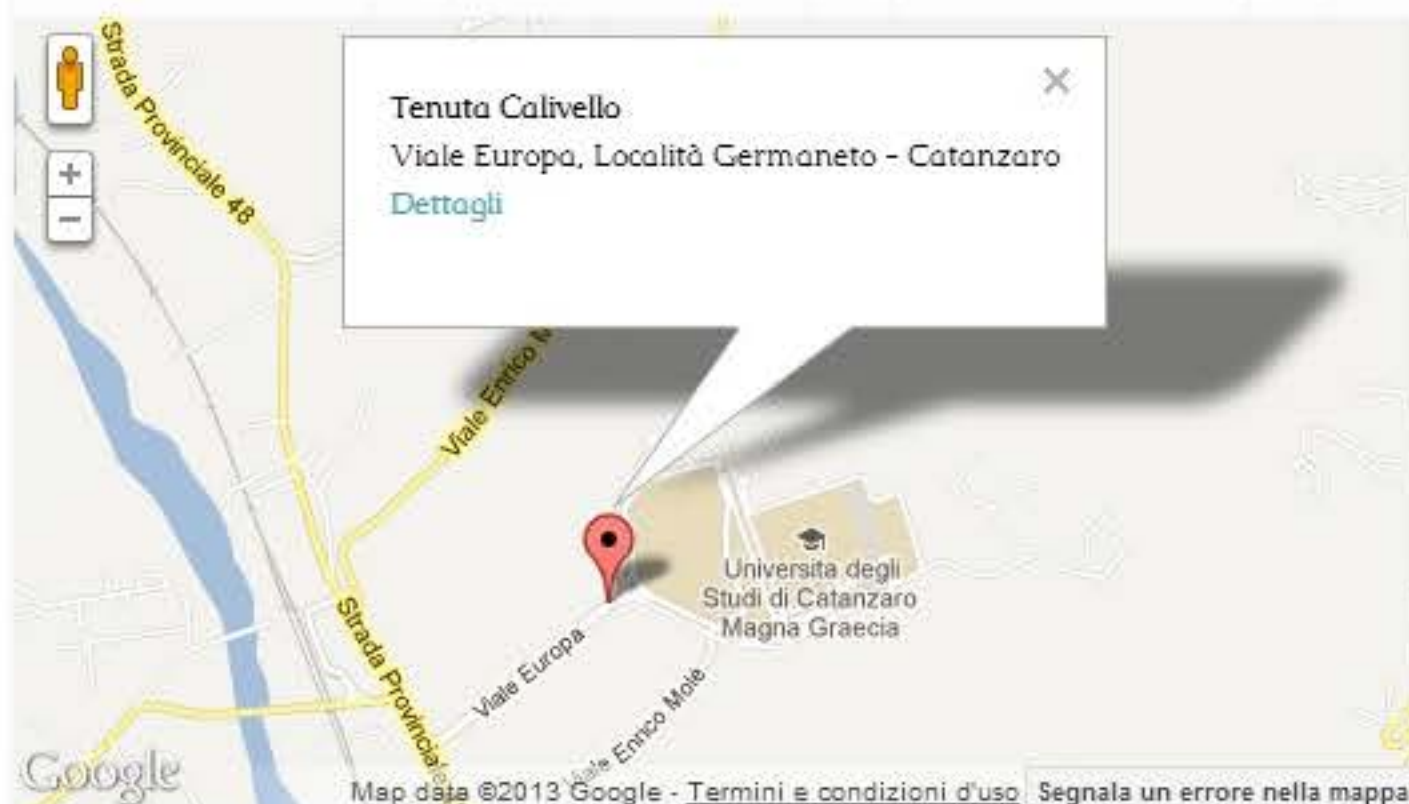 Strada Provinciale 48
Tenuta Calivello
Viale Europa, Località Germaneto - Catanzaro
Dettagli
Viale Enrico M
Universita degli
Studi di Catanzaro
Magna Graecia
Strada Provinciale
Viale Europa
Viale Enrico Molè
Google
Map data ©2013 Google - Termini e condizioni d'uso
Segnala un errore nella mappa